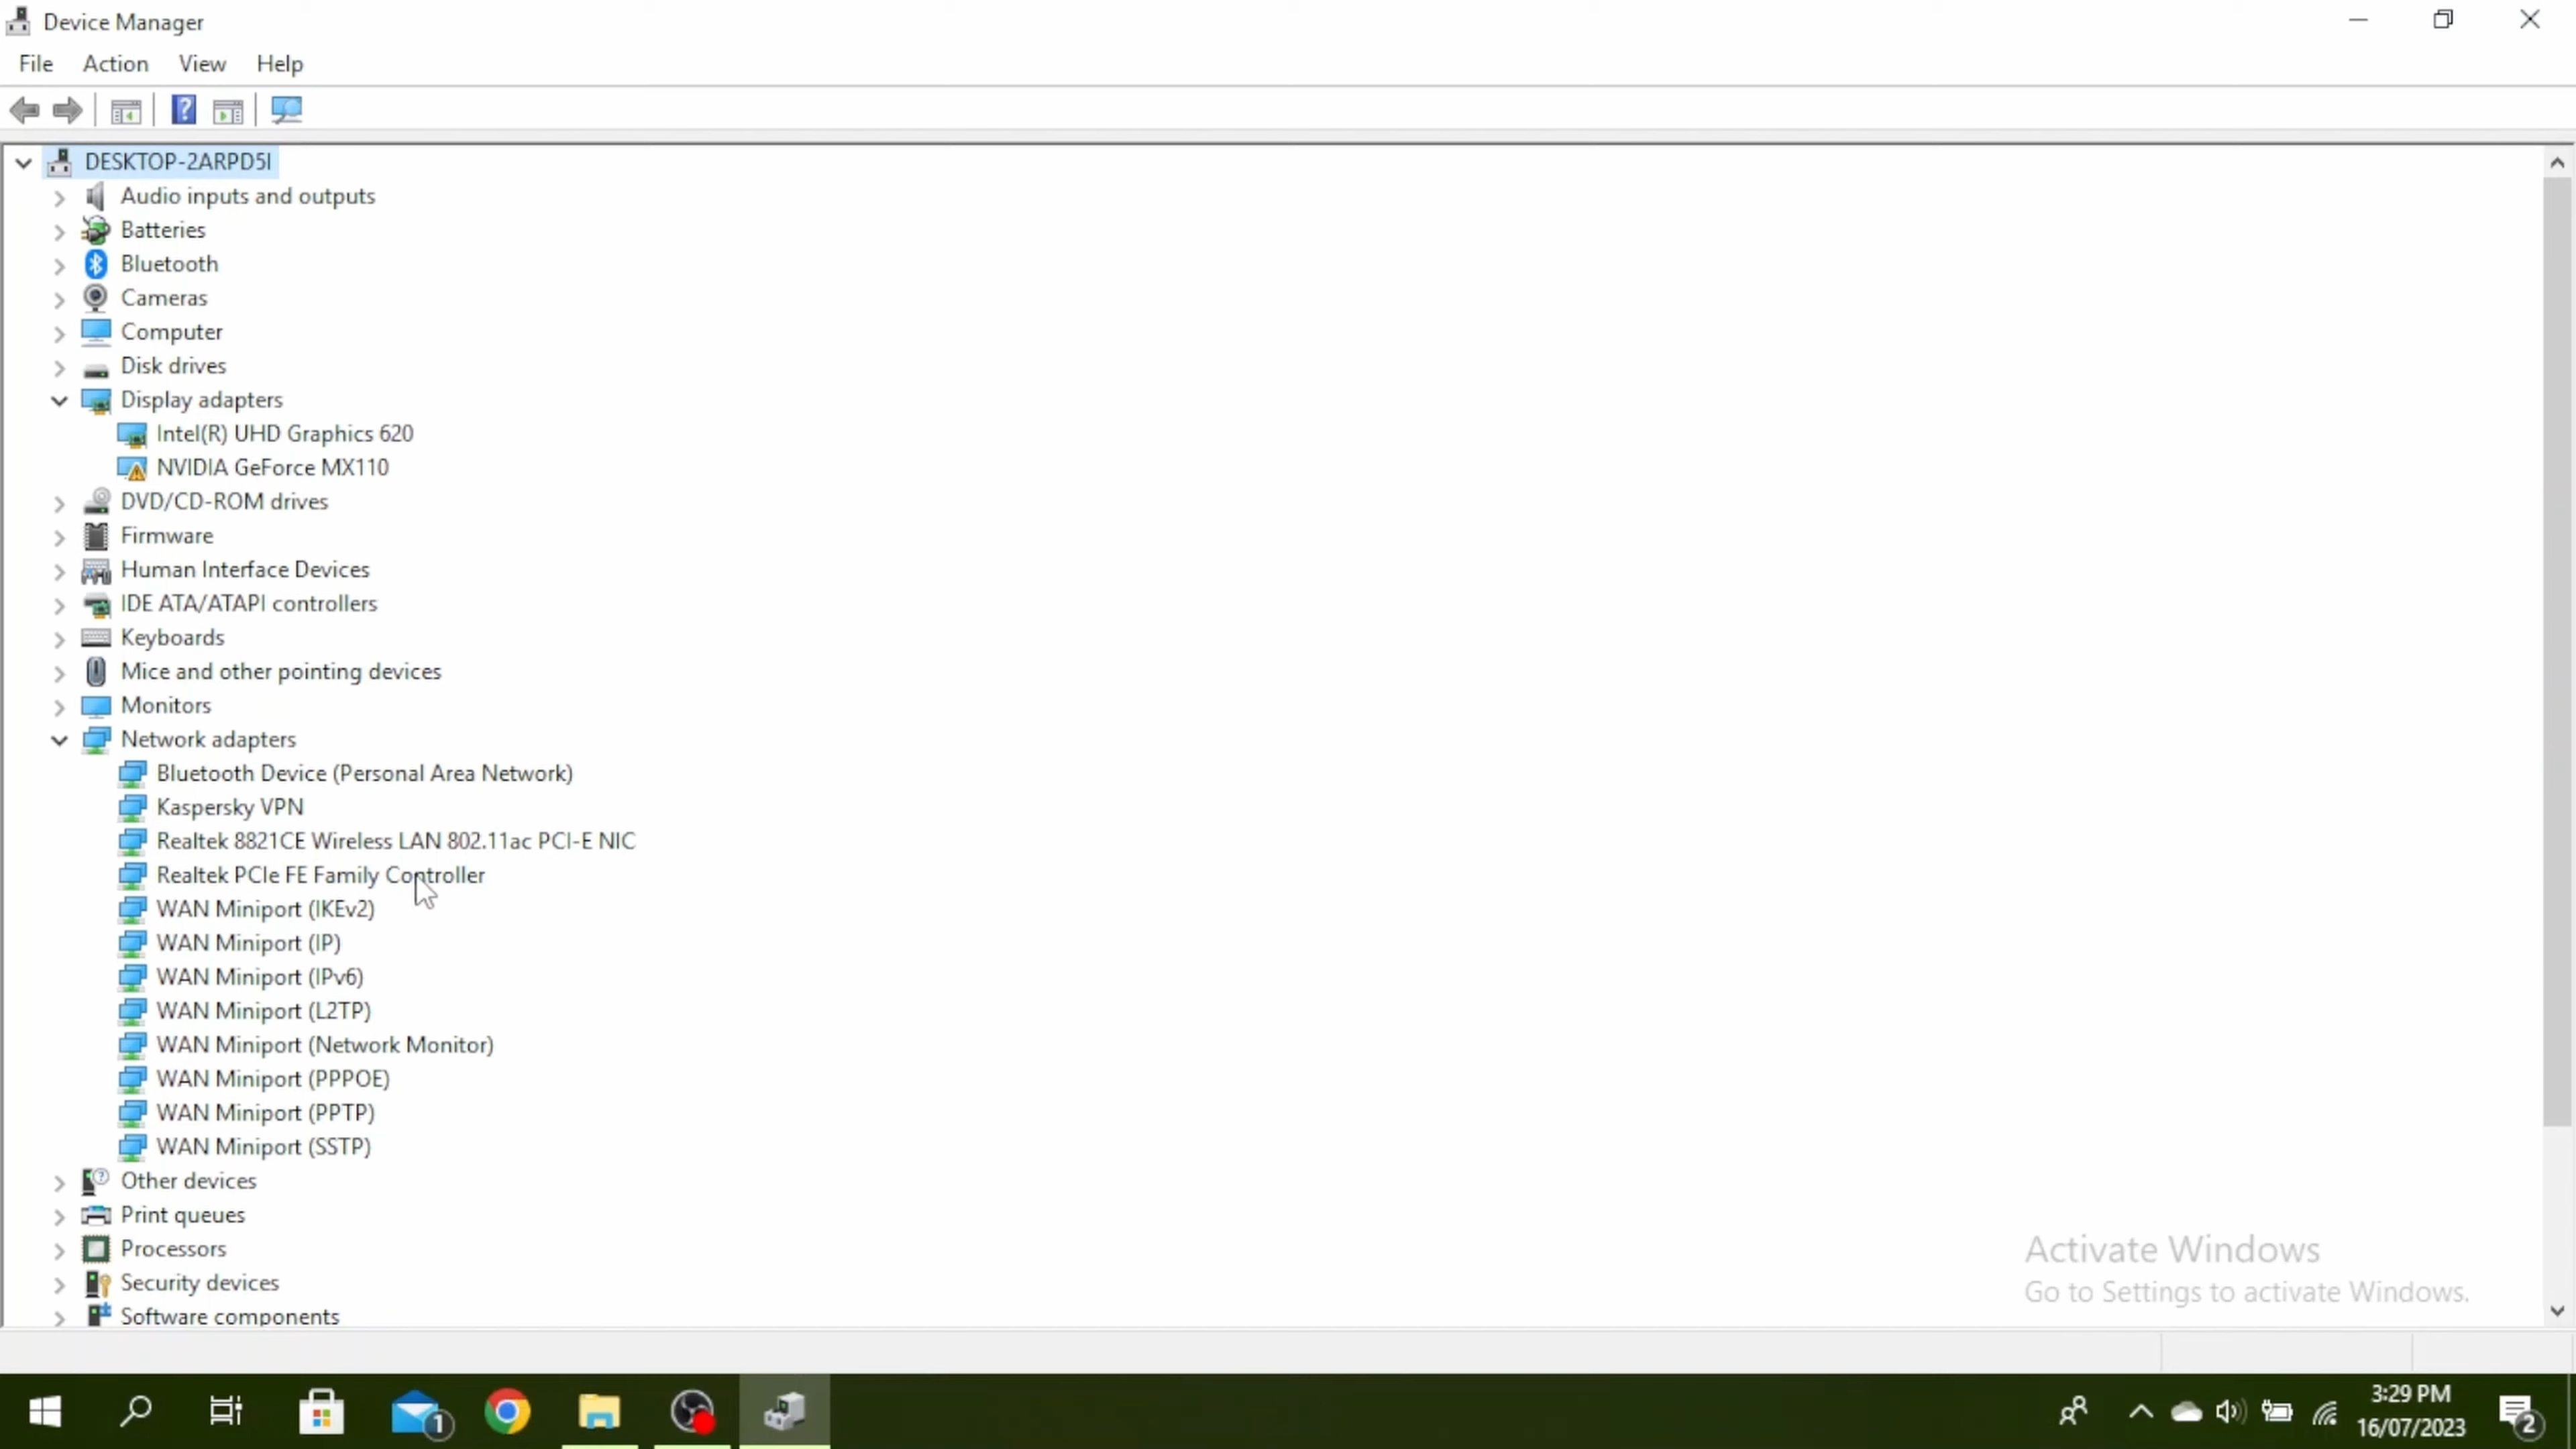 Device Manager
File Action View Help
DESKTOP-2ARPD5I
Audio inputs and outputs
Batteries
Bluetooth
Cameras
Computer
Disk drives
Display adapters
Intel(R) UHD Graphics 620
NVIDIA GeForce MX110
DVD/CD-ROM drives
Firmware
Human Interface Devices
IDE ATA/ATAPI controllers
Keyboards
Mice and other pointing devices
Monitors
Network adapters
Bluetooth Device (Personal Area Network)
Kaspersky VPN
Realtek 8821CE Wireless LAN 802.11ac PCI-E NIC
Realtek PCIe FE Family Controller
WAN Miniport (IKEv2)
WAN Miniport (IP)
WAN Miniport (IPv6)
WAN Miniport (L2TP)
WAN Miniport (Network Monitor)
WAN Miniport (PPPOE)
WAN Miniport (PPTP)
WAN Miniport (SSTP)
Other devices
Print queues
Processors
Security devices
Software components
Activate Windows
Go to Settings to activate Windows.
1
3:29 PM
16/07/2023
2